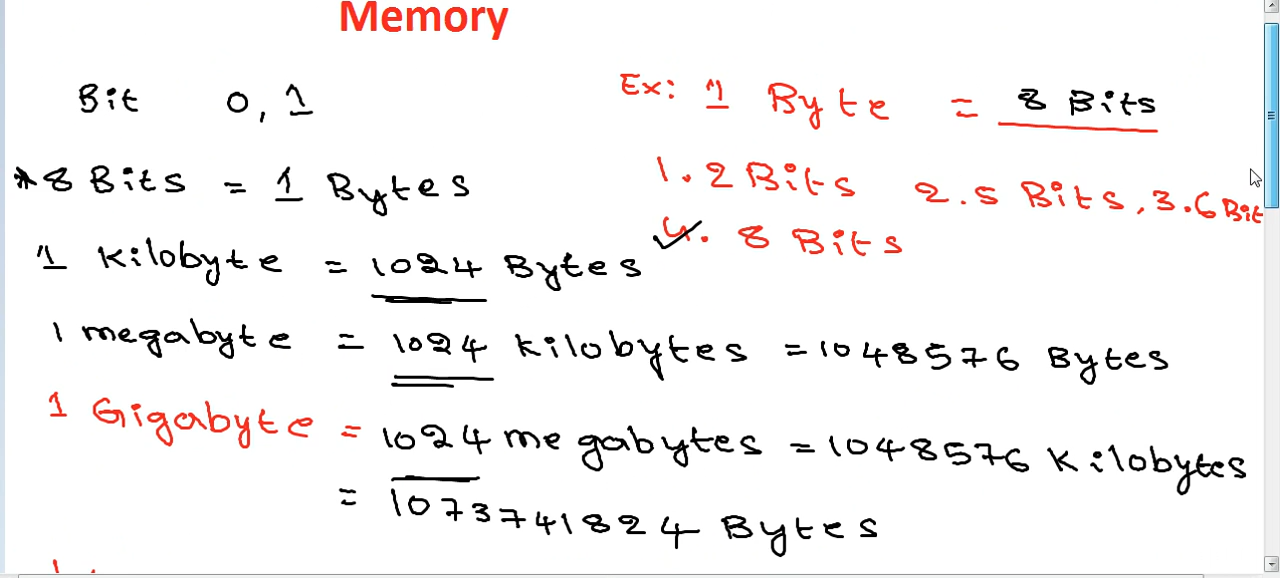 Memory
Bit 0, 1
Ex: 1 Byte = 8 Bits
1. 2 Bits 2. 5 Bits, 3. 6 Bit
4. 8 Bits
*8 Bits = 1 Bytes
1 Kilobyte = 1024 Bytes
1 megabyte = 1024 Kilobytes = 1048576 Bytes
1 Gigabyte = 1024 megabytes = 1048576 Kilobytes
= 1073741824 Bytes